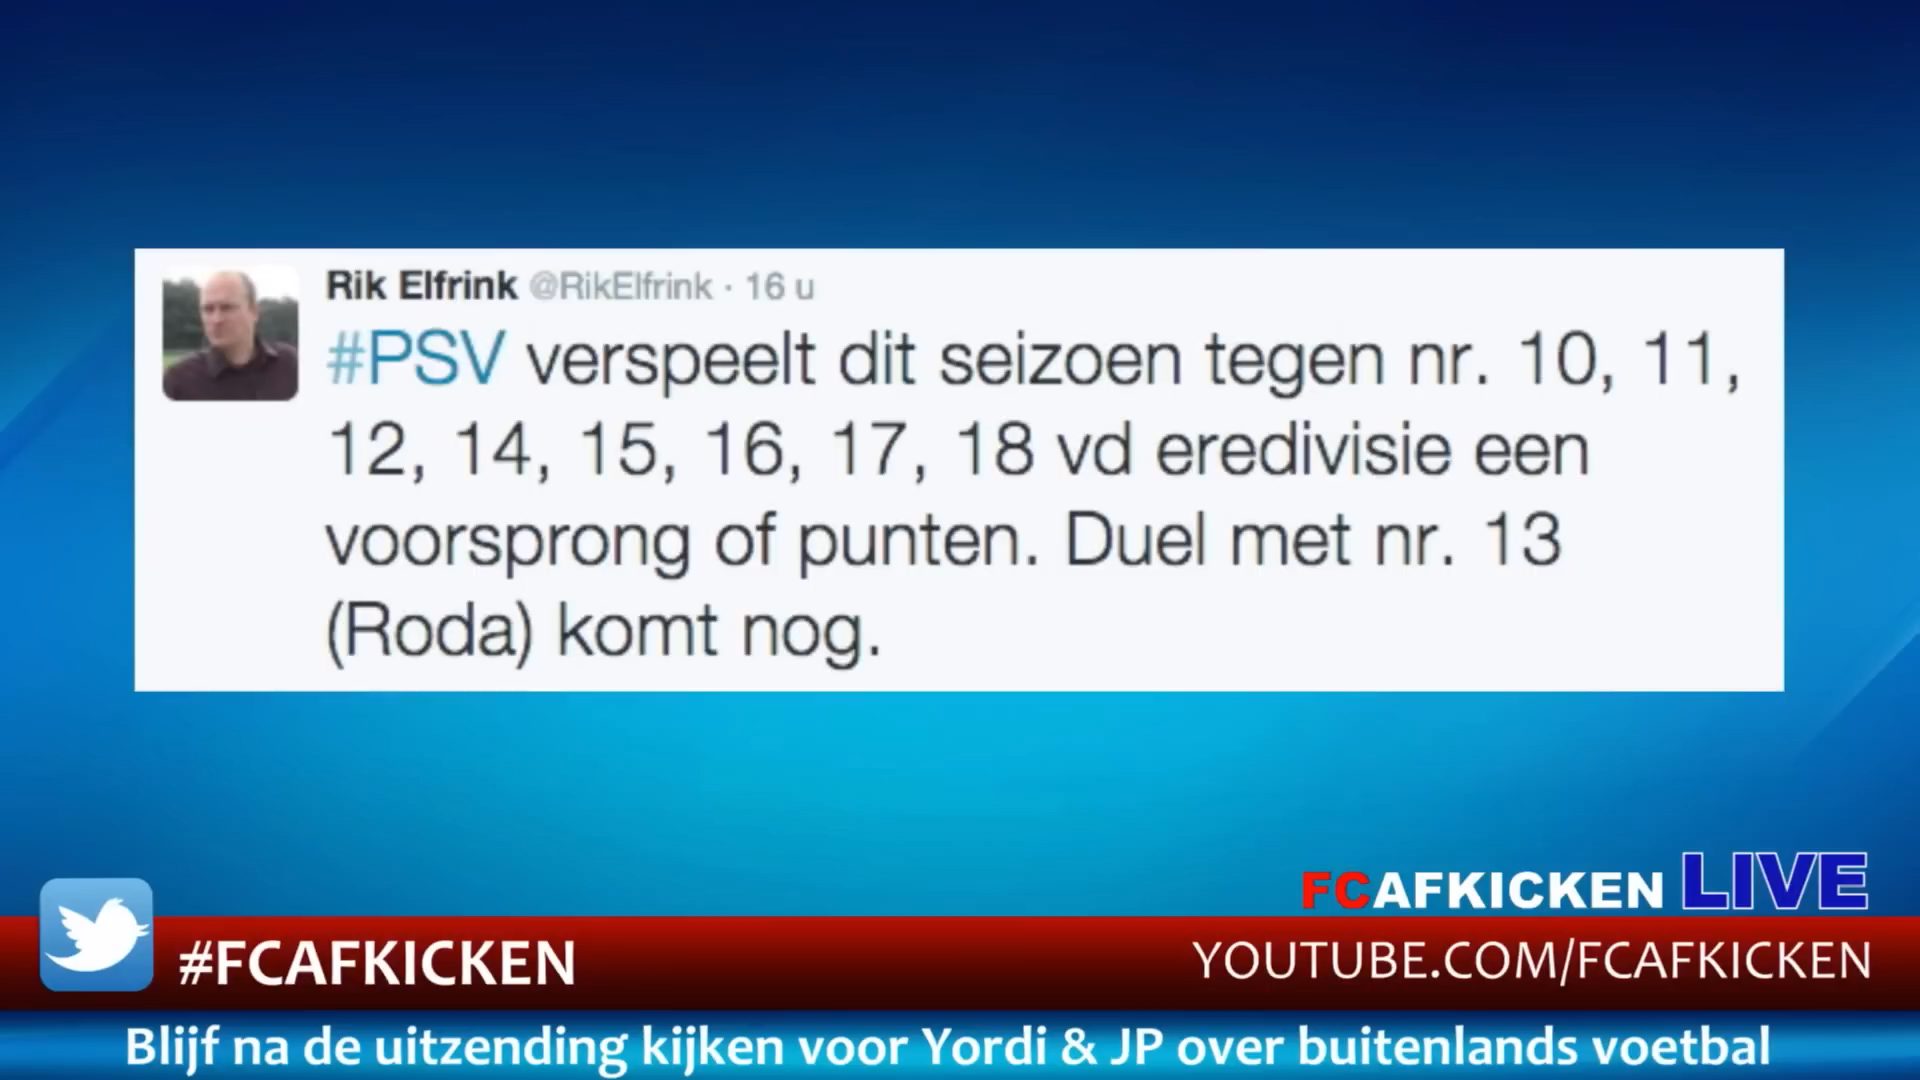 Rik Elfrink @RikElfrink · 16 u
#PSV verspeelt dit seizoen tegen nr. 10, 11,
12, 14, 15, 16, 17, 18 vd eredivisie een
voorsprong of punten. Duel met nr. 13
(Roda) komt nog.
FCAFKICKEN LIVE
#FCAFKICKEN
YOUTUBE.COM/FCAFKICKEN
Blijf na de uitzending kijken voor Yordi & JP over buitenlands voetbal